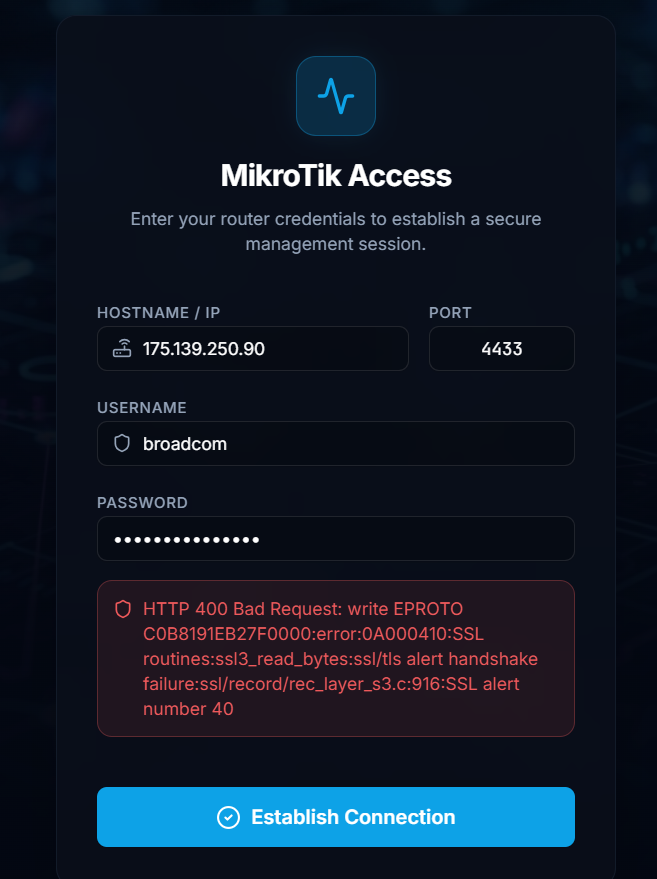 MikroTik Access
Enter your router credentials to establish a secure
management session.
HOSTNAME / IP
PORT
175.139.250.90
4433
USERNAME
broadcom
PASSWORD
•••••••••••••••
HTTP 400 Bad Request: write EPROTO
C0B8191EB27F0000:error:0A000410:SSL
routines:ssl3_read_bytes:ssl/tls alert handshake
failure:ssl/record/rec_layer_s3.c:916:SSL alert
number 40
Establish Connection